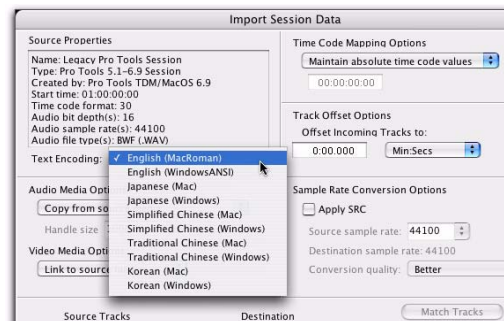 Import Session Data
Source Properties
Name: Legacy Pro Tools Session
Type: Pro Tools 5.1–6.9 Session
Created by: Pro Tools TDM/MacOS 6.9
Start time: 01:00:00:00
Time code format: 30
Audio bit depth(s): 16
Audio sample rate(s): 44100
Audio file type(s): BWF (.WAV)
Text Encoding:
✓ English (MacRoman)
English (WindowsANSI)
Japanese (Mac)
Japanese (Windows)
Simplified Chinese (Mac)
Simplified Chinese (Windows)
Traditional Chinese (Mac)
Traditional Chinese (Windows)
Korean (Mac)
Korean (Windows)
Audio Media Opti
Copy from so
Handle size
Video Media Optio
Link to source
Source Tracks
Destination
Time Code Mapping Options
Maintain absolute time code values
00:00:00:00
Track Offset Options
Offset Incoming Tracks to:
0:00.000
Min:Secs
Sample Rate Conversion Options
Apply SRC
Source sample rate: 44100
Destination sample rate: 44100
Conversion quality: Better
Match Tracks